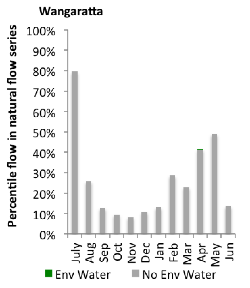 Wangaratta
Percentile flow in natural flow series
100%
90%
80%
70%
60%
50%
40%
30%
20%
10%
0%
July
Aug
Sep
Oct
Nov
Dec
Jan
Feb
Mar
Apr
May
Jun
Env Water
No Env Water